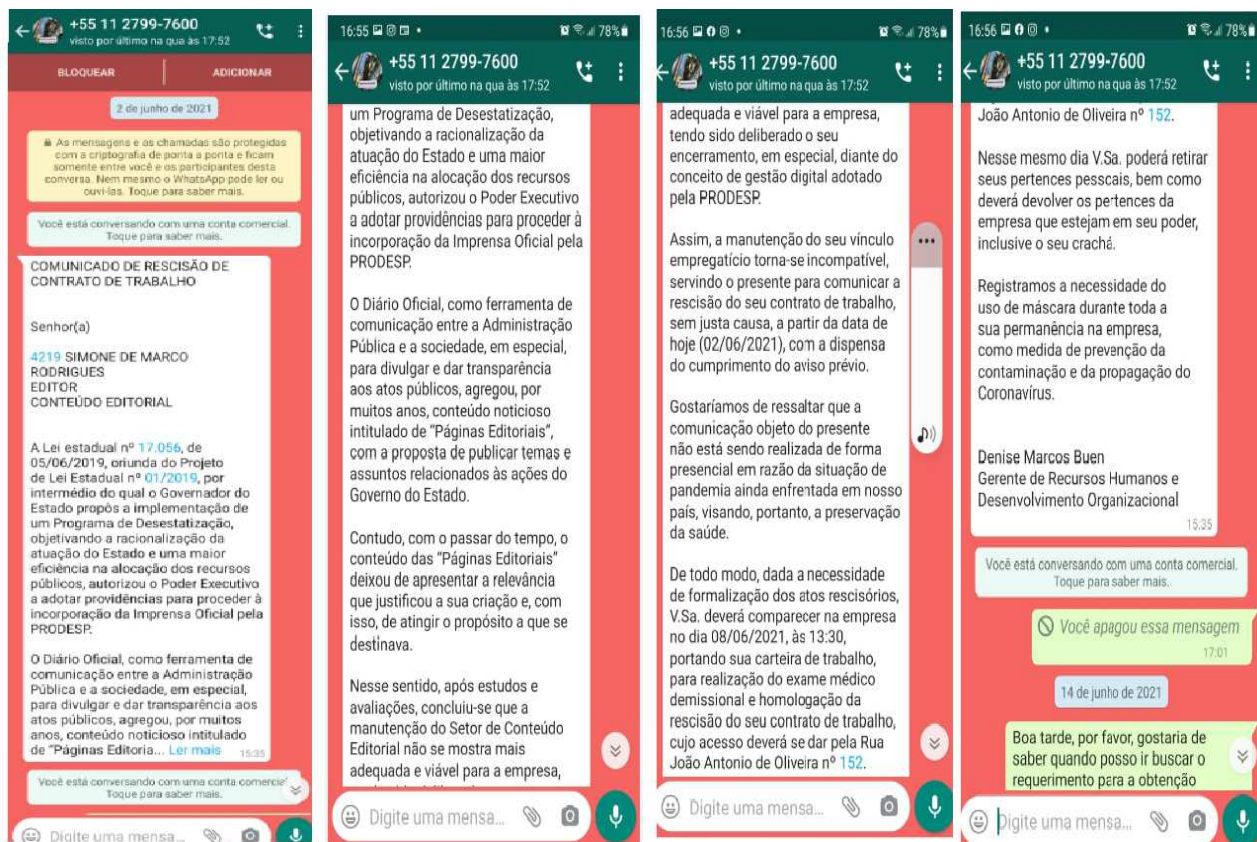 +55 11 2799-7600
visto por último na qua às 17:52
BLOQUEAR
ADICIONAR
2 de junho de 2021
As mensagens e as chamadas são protegidas
com a criptografia de ponta a ponta e ficam
somente entre você e os participantes desta
conversa. Nem mesmo o WhatsApp pode ler ou
ouvi-las. Toque para saber mais.
Você está conversando com uma conta comercial.
Toque para saber mais.
COMUNICADO DE RESCISÃO DE
CONTRATO DE TRABALHO
Senhor(a)
4219 SIMONE DE MARCO
RODRIGUES
EDITOR
CONTEÚDO EDITORIAL
A Lei estadual nº 17.056, de
05/06/2019, oriunda do Projeto
de Lei Estadual nº 01/2019, por
intermédio do qual o Governador do
Estado propôs a implementação de
um Programa de Desestatização,
objetivando a racionalização da
atuação do Estado e uma maior
eficiência na alocação dos recursos
públicos, autorizou o Poder Executivo
a adotar providências para proceder à
incorporação da Imprensa Oficial pela
PRODESP.
O Diário Oficial, como ferramenta de
comunicação entre a Administração
Pública e a sociedade, em especial,
para divulgar e dar transparência aos
atos públicos, agregou, por muitos
anos, conteúdo noticioso intitulado
de "Páginas Editoria... Ler mais 15:35
Você está conversando com uma conta comercial.
Toque para saber mais.
Digite uma mensa...
16:55 78%
+55 11 2799-7600
visto por último na qua às 17:52
um Programa de Desestatização,
objetivando a racionalização da
atuação do Estado e uma maior
eficiência na alocação dos recursos
públicos, autorizou o Poder Executivo
a adotar providências para proceder à
incorporação da Imprensa Oficial pela
PRODESP.
O Diário Oficial, como ferramenta de
comunicação entre a Administração
Pública e a sociedade, em especial,
para divulgar e dar transparência
aos atos públicos, agregou, por
muitos anos, conteúdo noticioso
intitulado de "Páginas Editoriais",
com a proposta de publicar temas e
assuntos relacionados às ações do
Governo do Estado.
Contudo, com o passar do tempo, o
conteúdo das "Páginas Editoriais"
deixou de apresentar a relevância
que justificou a sua criação e, com
isso, de atingir o propósito a que se
destinava.
Nesse sentido, após estudos e
avaliações, concluiu-se que a
manutenção do Setor de Conteúdo
Editorial não se mostra mais
adequada e viável para a empresa,
Digite uma mensa...
16:56 78%
+55 11 2799-7600
visto por último na qua às 17:52
adequada e viável para a empresa,
tendo sido deliberado o seu
encerramento, em especial, diante do
conceito de gestão digital adotado
pela PRODESP.
Assim, a manutenção do seu vínculo
empregatício torna-se incompatível,
servindo o presente para comunicar a
rescisão do seu contrato de trabalho,
sem justa causa, a partir da data de
hoje (02/06/2021), com a dispensa
do cumprimento do aviso prévio.
Gostaríamos de ressaltar que a
comunicação objeto do presente
não está sendo realizada de forma
presencial em razão da situação de
pandemia ainda enfrentada em nosso
país, visando, portanto, a preservação
da saúde.
De todo modo, dada a necessidade
de formalização dos atos rescisórios,
V.Sa. deverá comparecer na empresa
no dia 08/06/2021, às 13:30,
portando sua carteira de trabalho,
para realização do exame médico
demissional e homologação da
rescisão do seu contrato de trabalho,
cujo acesso deverá se dar pela Rua
João Antonio de Oliveira nº 152.
Digite uma mensa...
16:56 78%
+55 11 2799-7600
visto por último na qua às 17:52
João Antonio de Oliveira nº 152.
Nesse mesmo dia V.Sa. poderá retirar
seus pertences pessoais, bem como
deverá devolver os pertences da
empresa que estejam em seu poder,
inclusive o seu crachá.
Registramos a necessidade do
uso de máscara durante toda a
sua permanência na empresa,
como medida de prevenção da
contaminação e da propagação do
Coronavírus.
Denise Marcos Buen
Gerente de Recursos Humanos e
Desenvolvimento Organizacional
15:35
Você está conversando com uma conta comercial.
Toque para saber mais.
Você apagou essa mensagem
17:01
14 de junho de 2021
Boa tarde, por favor, gostaria de
saber quando posso ir buscar o
requerimento para a obtenção
Digite uma mensa...